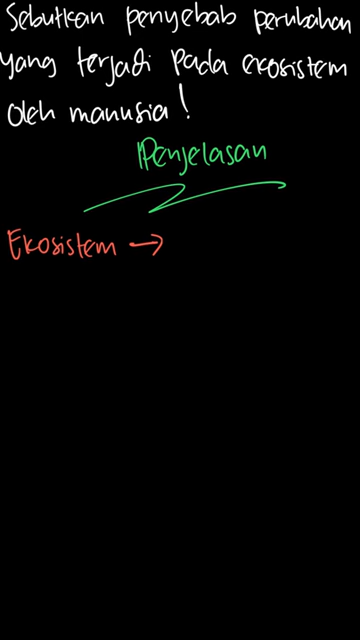 Sebutkan penyebab perubahan
yang terjadi pada ekosistem
oleh manusia!
Penjelasan
Ekosistem →